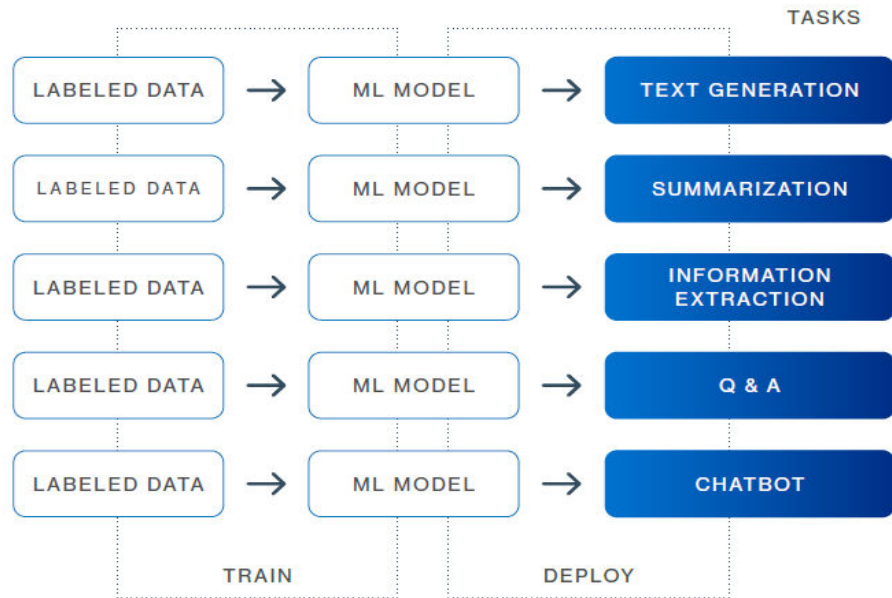 TASKS
LABELED DATA
ML MODEL
TEXT GENERATION
LABELED DATA
ML MODEL
SUMMARIZATION
LABELED DATA
ML MODEL
INFORMATION
EXTRACTION
LABELED DATA
ML MODEL
Q & A
LABELED DATA
ML MODEL
CHATBOT
TRAIN
DEPLOY